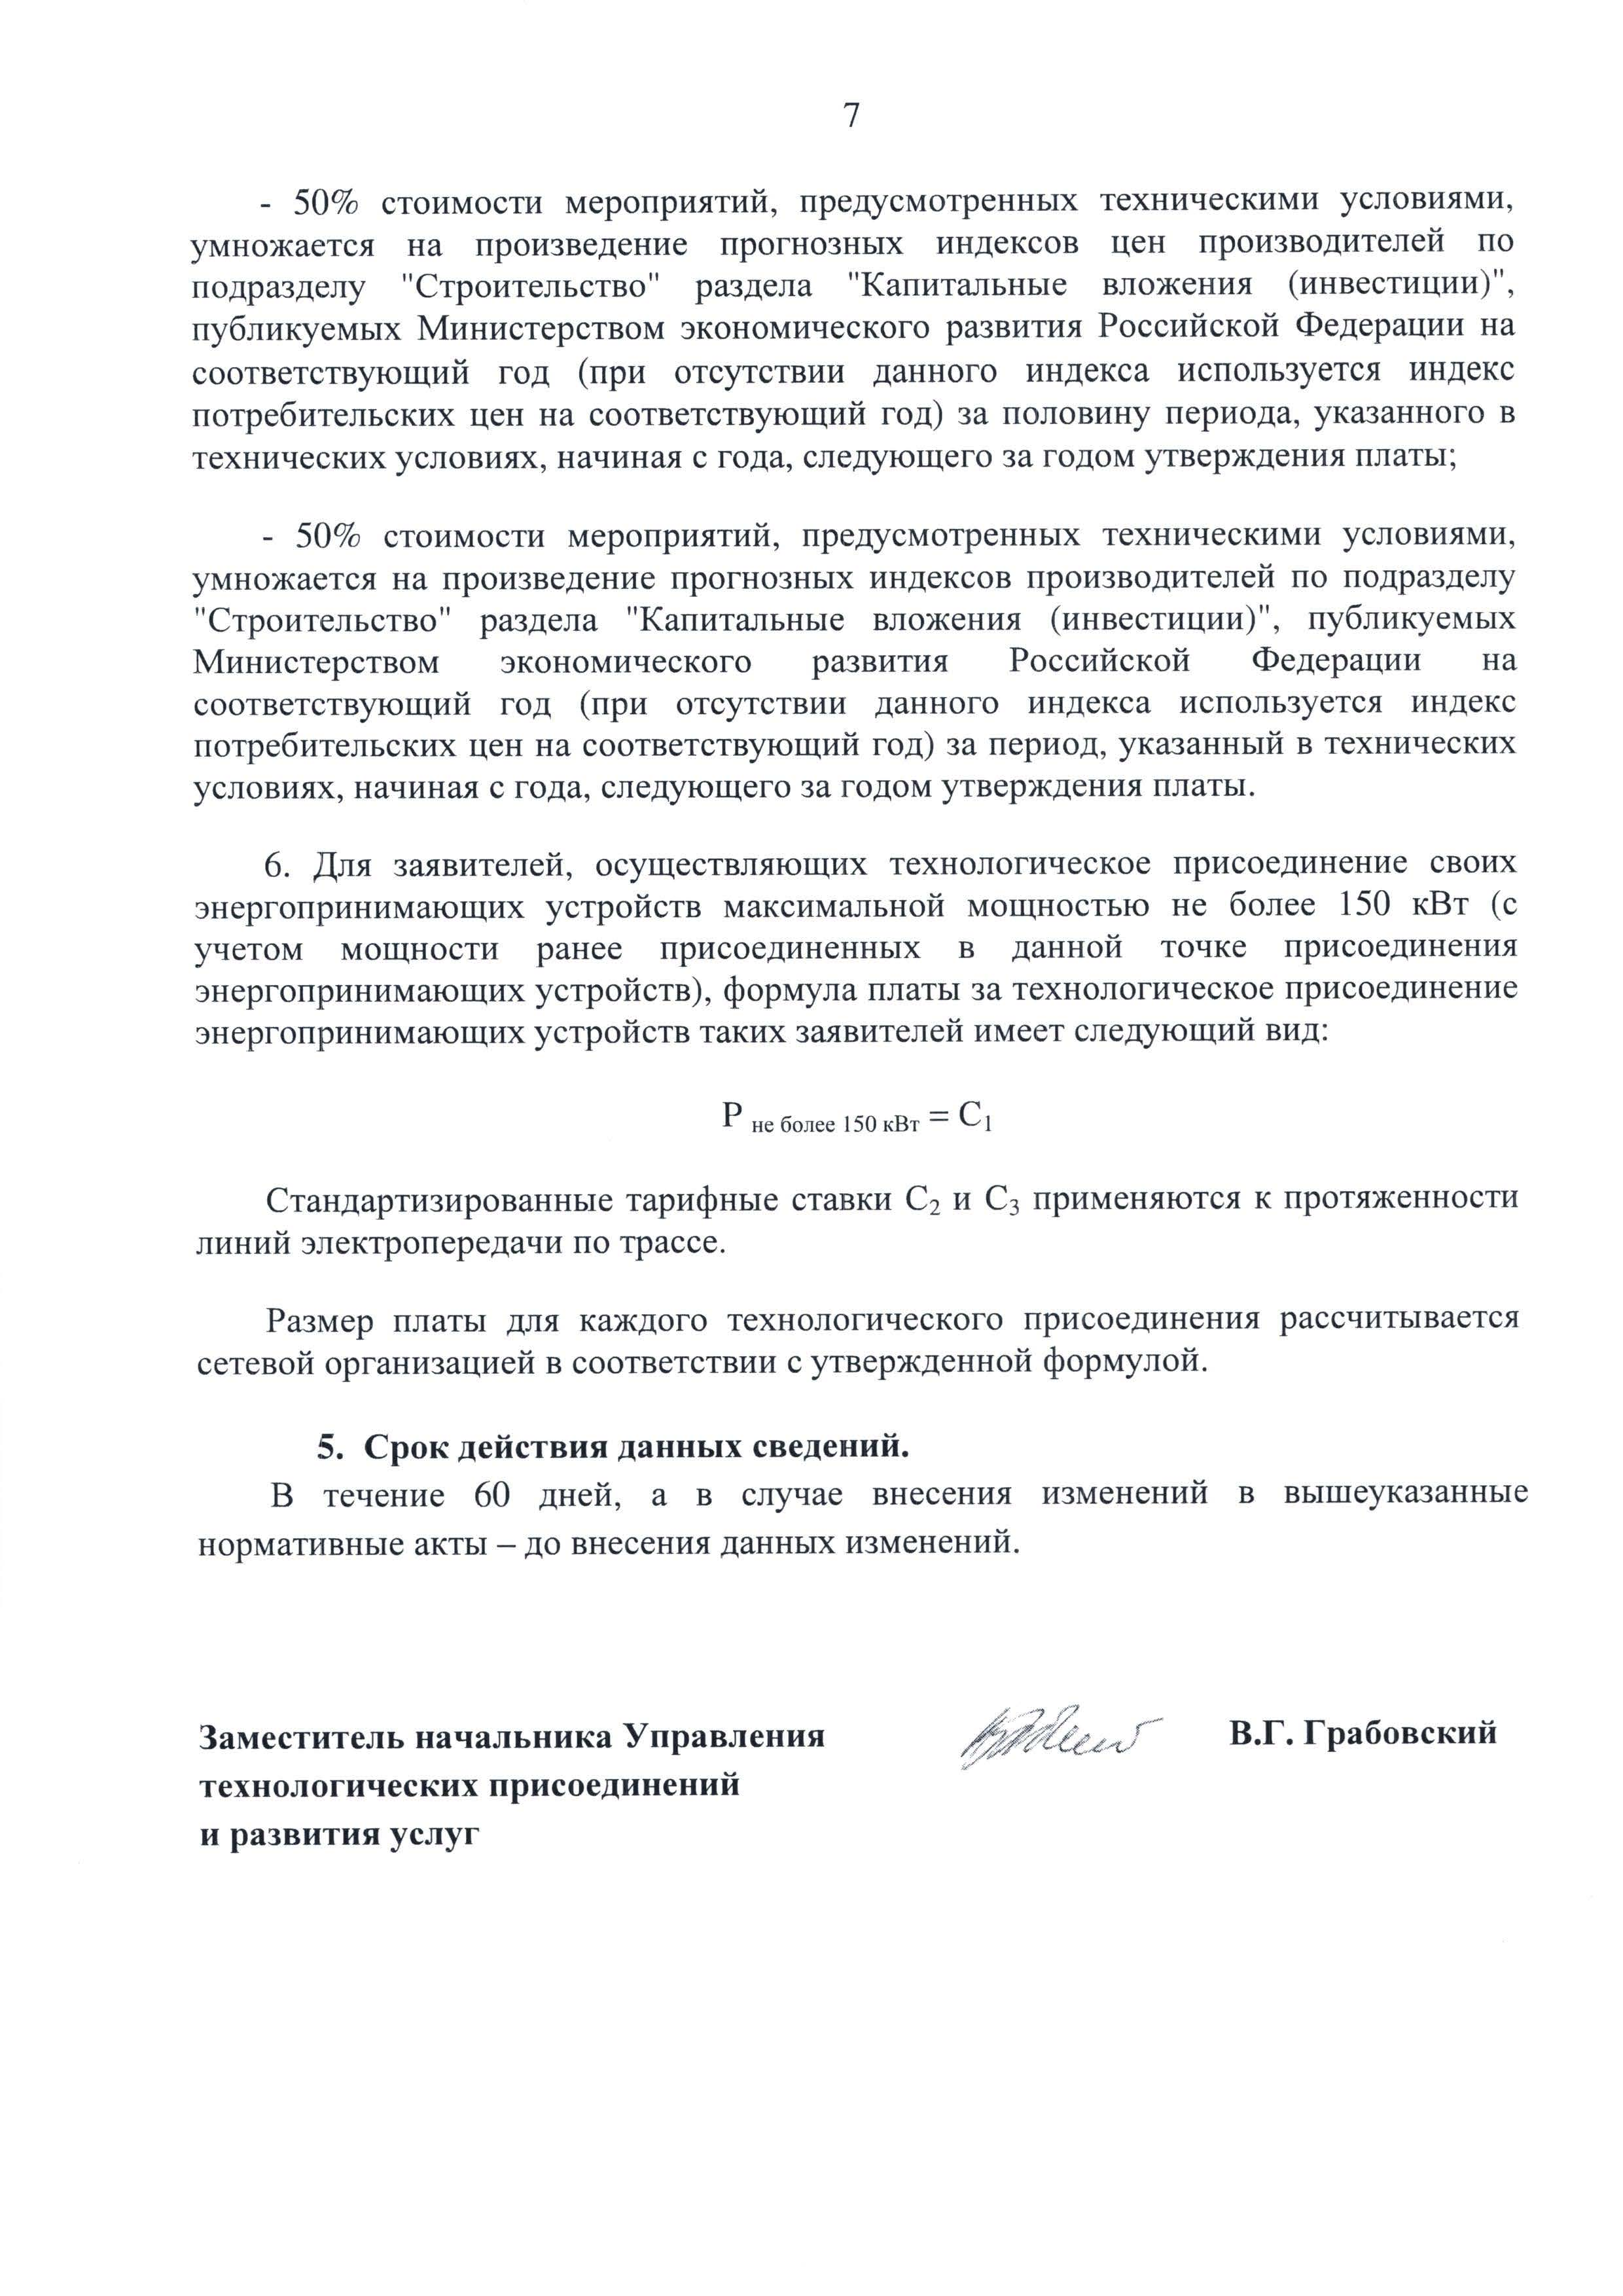 7
- 50% стоимости мероприятий, предусмотренных техническими условиями,
умножается на произведение прогнозных индексов цен производителей по
подразделу "Строительство" раздела "Капитальные вложения (инвестиции)",
публикуемых Министерством экономического развития Российской Федерации на
соответствующий год (при отсутствии данного индекса используется индекс
потребительских цен на соответствующий год) за половину периода, указанного в
технических условиях, начиная с года, следующего за годом утверждения платы;
- 50% стоимости мероприятий, предусмотренных техническими условиями,
умножается на произведение прогнозных индексов производителей по подразделу
"Строительство" раздела "Капитальные вложения (инвестиции)", публикуемых
Министерством экономического развития Российской Федерации на
соответствующий год (при отсутствии данного индекса используется индекс
потребительских цен на соответствующий год) за период, указанный в технических
условиях, начиная с года, следующего за годом утверждения платы.
6. Для заявителей, осуществляющих технологическое присоединение своих
энергопринимающих устройств максимальной мощностью не более 150 кВт (с
учетом мощности ранее присоединенных в данной точке присоединения
энергопринимающих устройств), формула платы за технологическое присоединение
энергопринимающих устройств таких заявителей имеет следующий вид:
Р не более 150 кВт = С₁
Стандартизированные тарифные ставки С₂ и С₃ применяются к протяженности
линий электропередачи по трассе.
Размер платы для каждого технологического присоединения рассчитывается
сетевой организацией в соответствии с утвержденной формулой.
5. Срок действия данных сведений.
В течение 60 дней, а в случае внесения изменений в вышеуказанные
нормативные акты – до внесения данных изменений.
Заместитель начальника Управления В.Г. Грабовский
технологических присоединений
и развития услуг